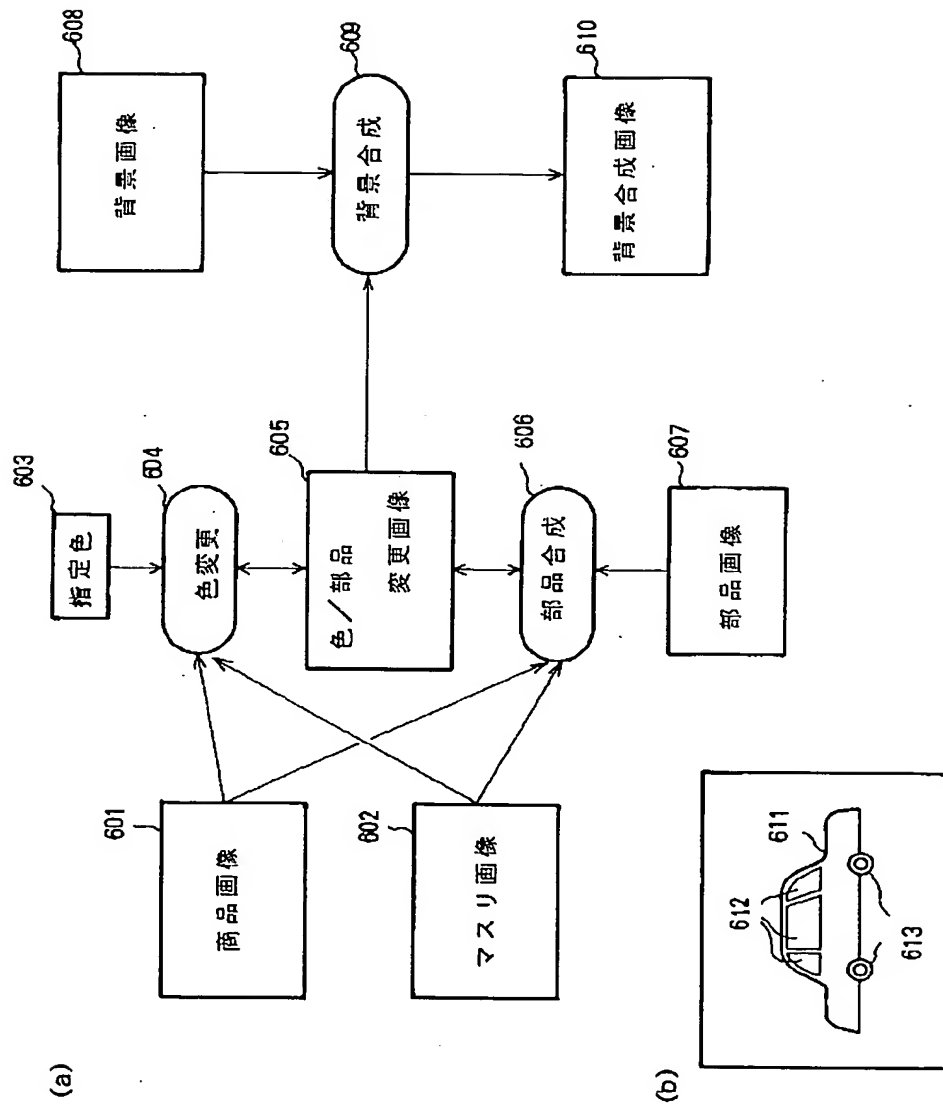 (a)
603
指定色
608
背景画像
601
商品画像
604
色変更
609
背景合成
605
色/部品
変更画像
602
マスリ画像
606
部品合成
610
背景合成画像
607
部品画像
(b)
612
611
613